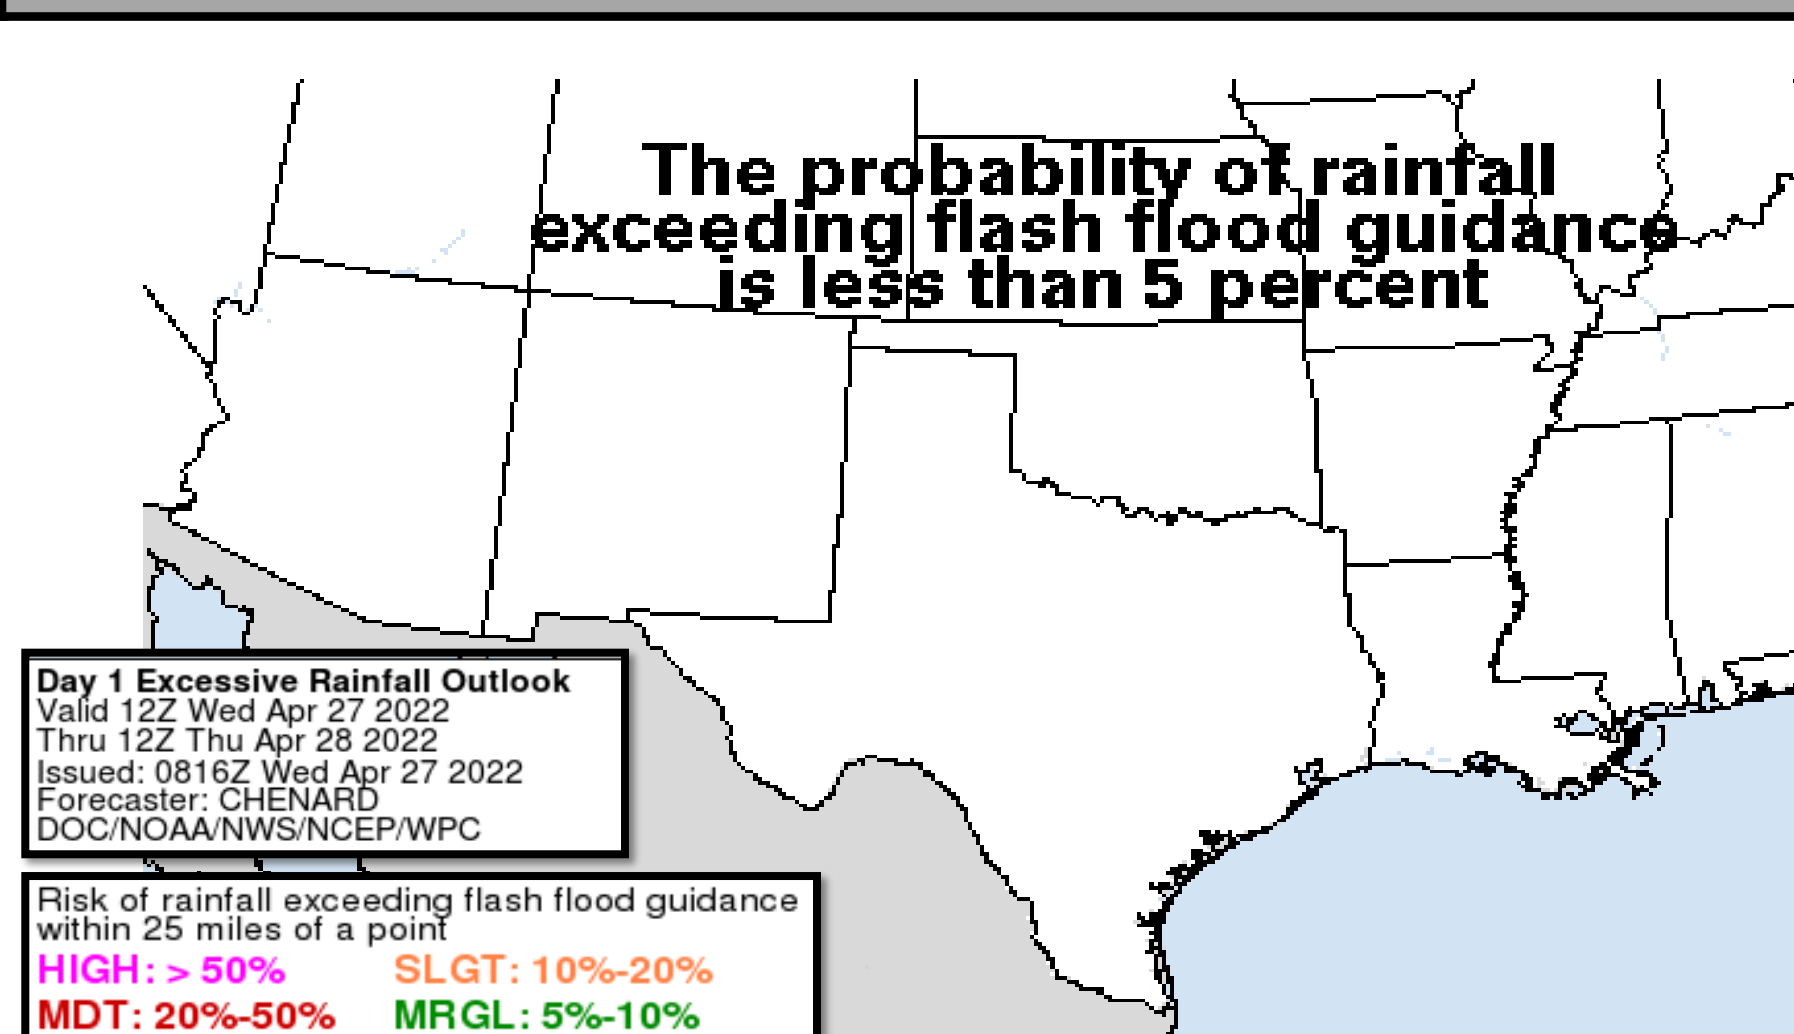 The probability of rainfall
exceeding flash flood guidance
is less than 5 percent
Day 1 Excessive Rainfall Outlook
Valid 12Z Wed Apr 27 2022
Thru 12Z Thu Apr 28 2022
Issued: 0816Z Wed Apr 27 2022
Forecaster: CHENARD
DOC/NOAA/NWS/NCEP/WPC
Risk of rainfall exceeding flash flood guidance
within 25 miles of a point
HIGH: > 50% SLGT: 10%-20%
MDT: 20%-50% MRGL: 5%-10%